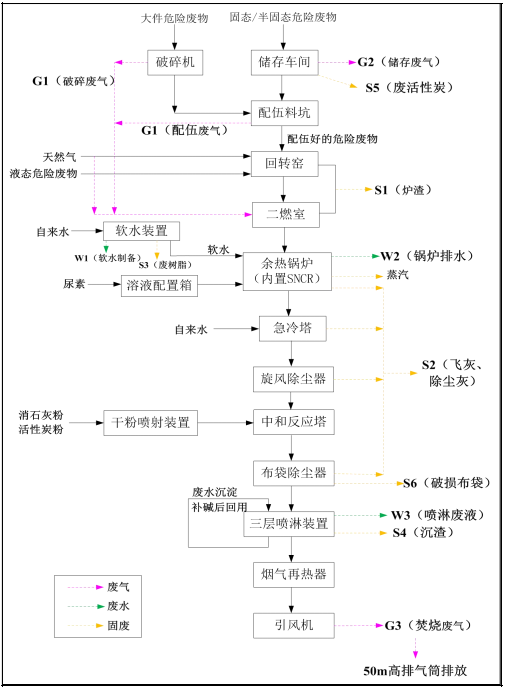 大件危险废物
固态/半固态危险废物
破碎机
储存车间
G2（储存废气）
G1（破碎废气）
S5（废活性炭）
配伍料坑
G1（配伍废气）
配伍好的危险废物
天然气
回转窑
液态危险废物
S1（炉渣）
二燃室
自来水
软水装置
软水
W1（软水制备）
S3（废树脂）
余热锅炉
（内置SNCR）
W2（锅炉排水）
蒸汽
尿素
溶液配置箱
自来水
急冷塔
S2（飞灰、
除尘灰）
旋风除尘器
消石灰粉
活性炭粉
干粉喷射装置
中和反应塔
布袋除尘器
S6（破损布袋）
废水沉淀
补碱后回用
三层喷淋装置
W3（喷淋废液）
S4（沉渣）
烟气再热器
废气
废水
固废
引风机
G3（焚烧废气）
50m高排气筒排放